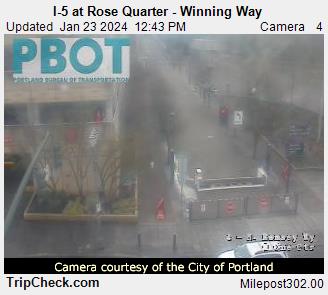 I-5 at Rose Quarter - Winning Way
Updated Jan 23 2024 12:43 PM Camera 4
PBOT
PORTLAND BUREAU OF TRANSPORTATION
Camera courtesy of the City of Portland
TripCheck.com Milepost302.00